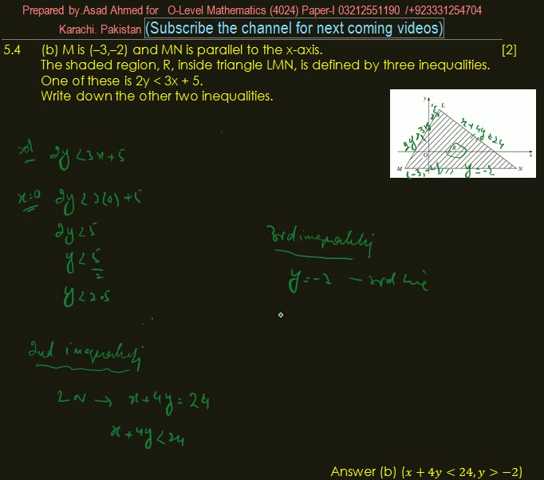 Prepared by.Asad Ahmed for O-Level Mathematics (4024) Paper-I 03212551190 /+923331254704
Karachi. Pakistan (Subscribe the channel for next coming videos)
5.4 (b) M is (–3,–2) and MN is parallel to the x-axis. [2]
The shaded region, R, inside triangle LMN, is defined by three inequalities.
One of these is 2y < 3x + 5.
Write down the other two inequalities.
y
L
x+4y=24
R
O
x
M
N
y=-2
Sol 2y<3x+5
x=0 2y<3(0)+5
2y<5
y<5/2
y<2.5
2nd inequality
LN → x+4y=24
x+4y<24
3rd inequality
y=-2 — 3rd line
Answer (b) (x + 4y < 24, y > −2)